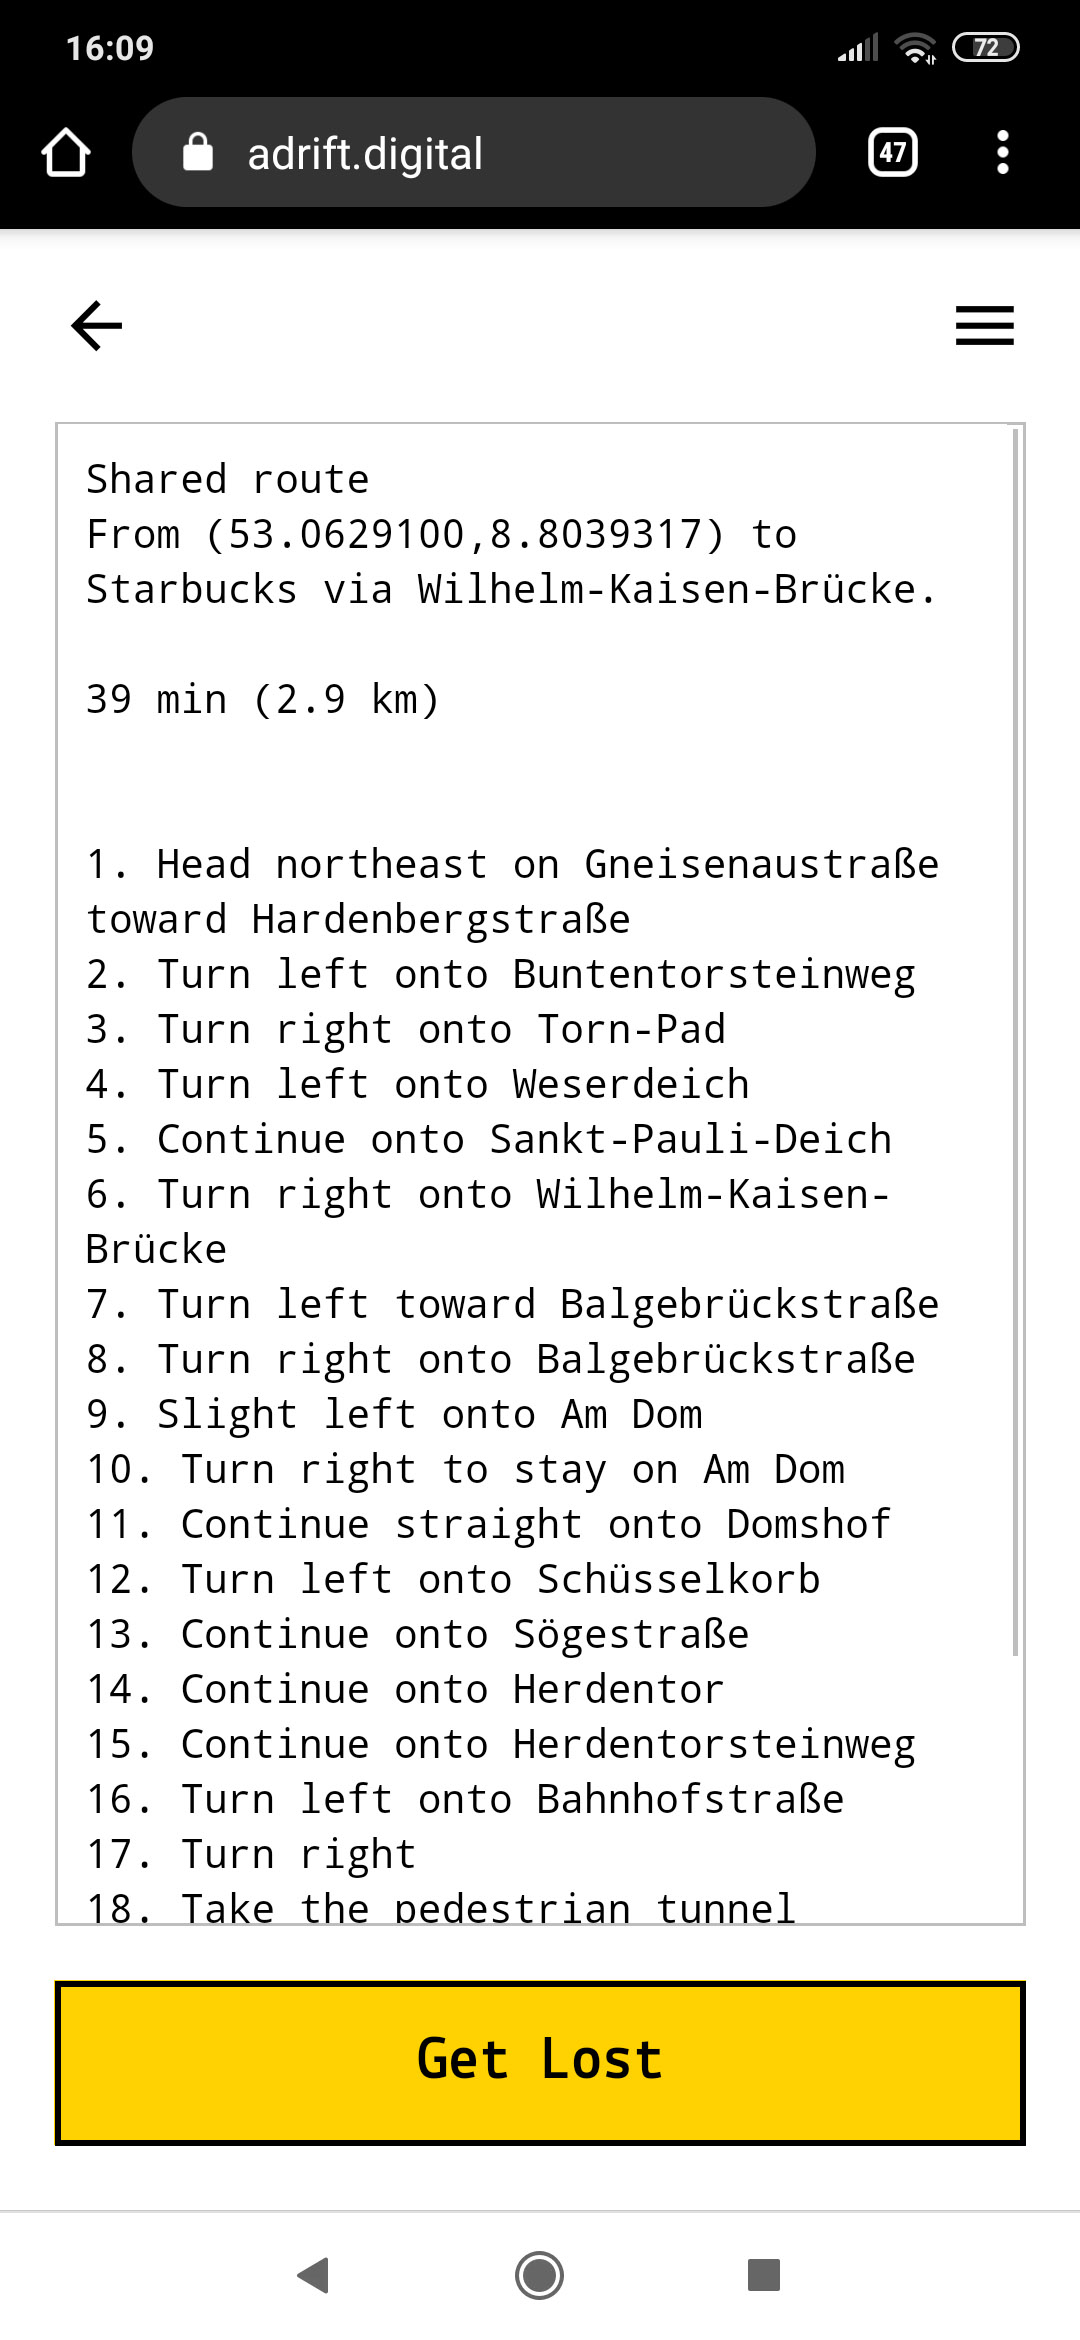 16:09
72
adrift.digital
47
Shared route
From (53.0629100,8.8039317) to
Starbucks via Wilhelm-Kaisen-Brücke.
39 min (2.9 km)
1. Head northeast on Gneisenaustraße
toward Hardenbergstraße
2. Turn left onto Buntentorsteinweg
3. Turn right onto Torn-Pad
4. Turn left onto Weserdeich
5. Continue onto Sankt-Pauli-Deich
6. Turn right onto Wilhelm-Kaisen-
Brücke
7. Turn left toward Balgebrückstraße
8. Turn right onto Balgebrückstraße
9. Slight left onto Am Dom
10. Turn right to stay on Am Dom
11. Continue straight onto Domshof
12. Turn left onto Schüsselkorb
13. Continue onto Sögestraße
14. Continue onto Herdentor
15. Continue onto Herdentorsteinweg
16. Turn left onto Bahnhofstraße
17. Turn right
18. Take the pedestrian tunnel
Get Lost